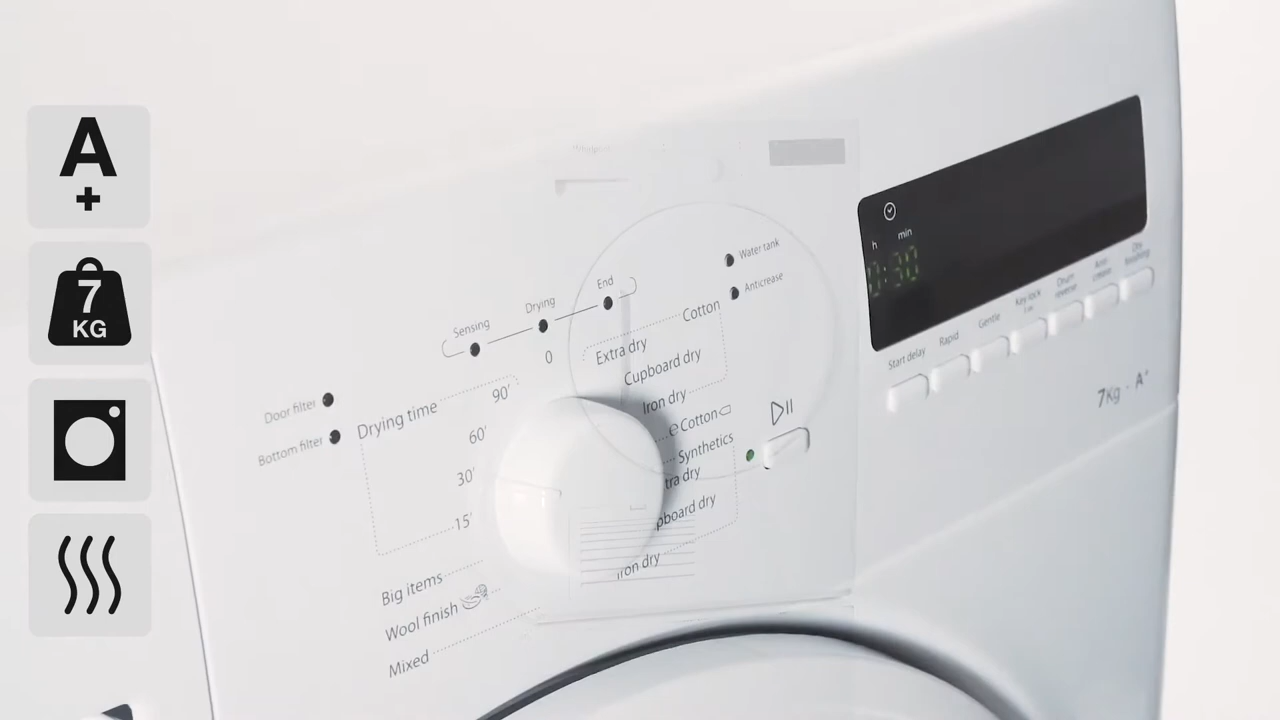 A
+
7
KG
Water tank
Anticrease
End
Drying
Sensing
0
Cotton
Extra dry
Cupboard dry
Iron dry
Cotton
Synthetics
tra dry
pboard dry
Iron dry
Door filter
Bottom filter
Drying time
90'
60'
30'
15'
Big items
Wool finish
Mixed
h min
0:30
Start delay
Rapid
Gentle
Key lock
Drum
reverse
7Kg - A+